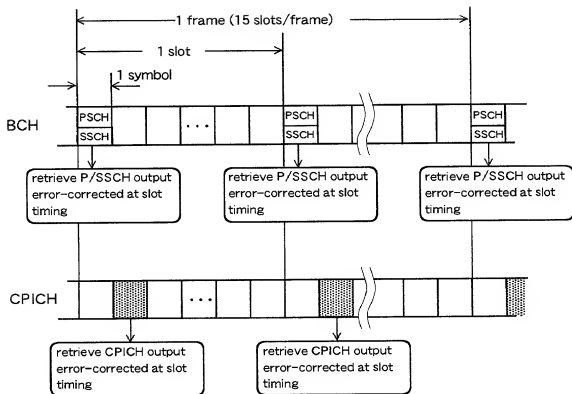 1 frame (15 slots/frame)
1 slot
1 symbol
BCH
PSCH
SSCH
...
PSCH
SSCH
PSCH
SSCH
retrieve P/SSCH output
error-corrected at slot
timing
retrieve P/SSCH output
error-corrected at slot
timing
retrieve P/SSCH output
error-corrected at slot
timing
CPICH
...
retrieve CPICH output
error-corrected at slot
timing
retrieve CPICH output
error-corrected at slot
timing